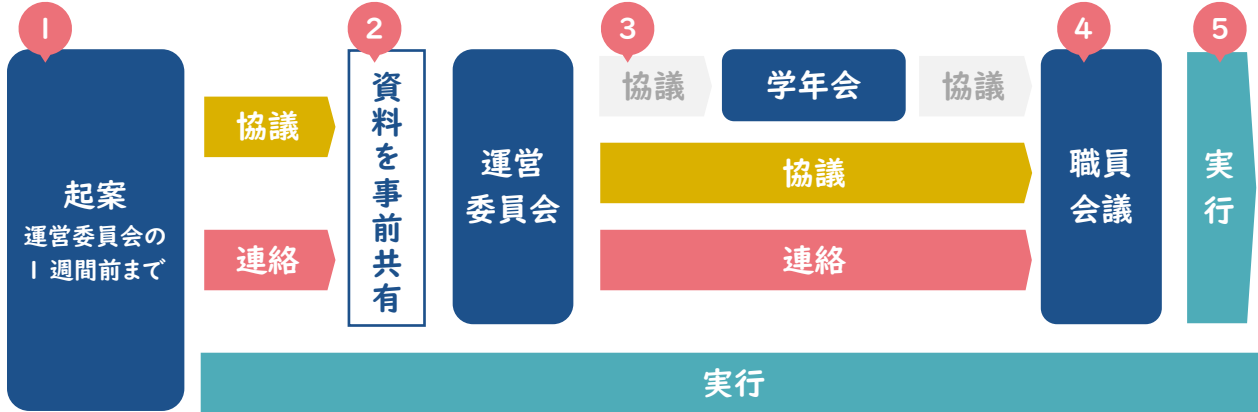 1
2
3
4
5
起案
運営委員会の
1 週間前まで
協議
連絡
資料を事前共有
運営
委員会
協議
学年会
協議
協議
連絡
職員
会議
実行
実行